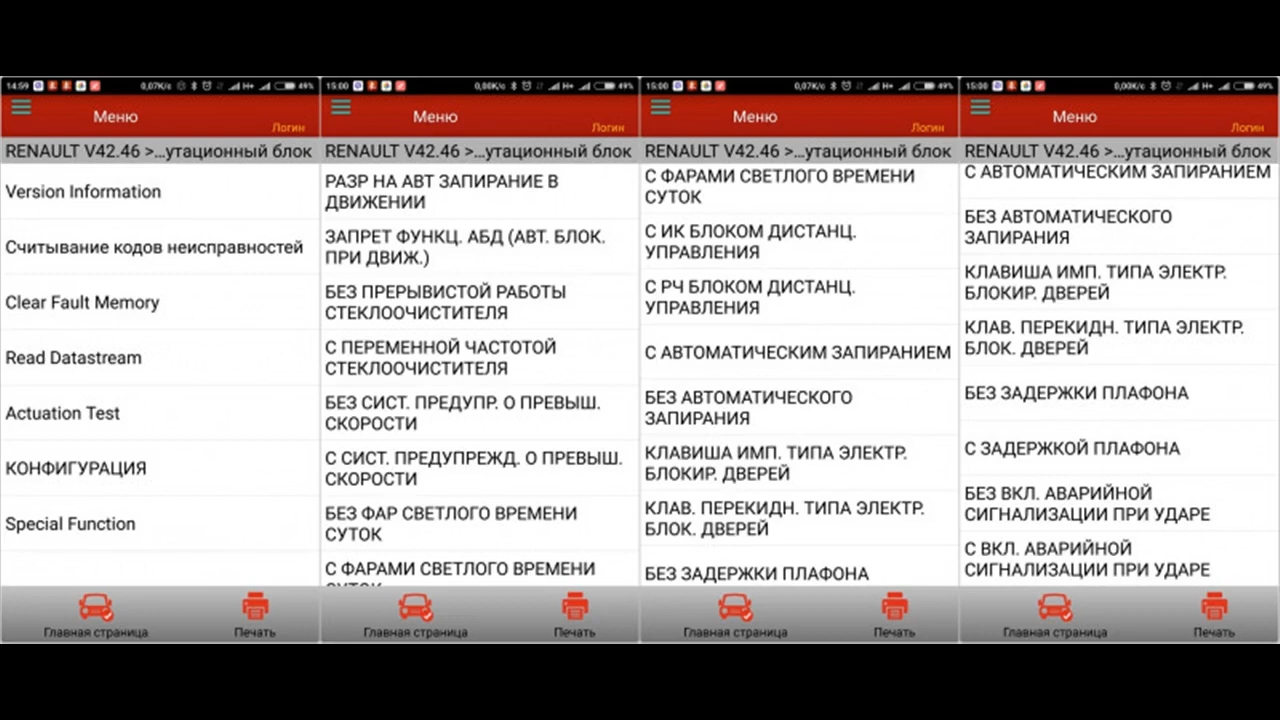 14:59 0,07K/c H+ 49%
Меню
Логин
RENAULT V42.46 >...утационный блок
Version Information
Считывание кодов неисправностей
Clear Fault Memory
Read Datastream
Actuation Test
КОНФИГУРАЦИЯ
Special Function
Главная страница
Печать
15:00 0,00K/c H+ 49%
Меню
Логин
RENAULT V42.46 >...утационный блок
РАЗР НА АВТ ЗАПИРАНИЕ В
ДВИЖЕНИИ
ЗАПРЕТ ФУНКЦ. АБД (АВТ. БЛОК.
ПРИ ДВИЖ.)
БЕЗ ПРЕРЫВИСТОЙ РАБОТЫ
СТЕКЛООЧИСТИТЕЛЯ
С ПЕРЕМЕННОЙ ЧАСТОТОЙ
СТЕКЛООЧИСТИТЕЛЯ
БЕЗ СИСТ. ПРЕДУПР. О ПРЕВЫШ.
СКОРОСТИ
С СИСТ. ПРЕДУПРЕЖД. О ПРЕВЫШ.
СКОРОСТИ
БЕЗ ФАР СВЕТЛОГО ВРЕМЕНИ
СУТОК
С ФАРАМИ СВЕТЛОГО ВРЕМЕНИ
СУТОК
Главная страница
Печать
15:00 0,07K/c H+ 49%
Меню
Логин
RENAULT V42.46 >...утационный блок
С ФАРАМИ СВЕТЛОГО ВРЕМЕНИ
СУТОК
С ИК БЛОКОМ ДИСТАНЦ.
УПРАВЛЕНИЯ
С РЧ БЛОКОМ ДИСТАНЦ.
УПРАВЛЕНИЯ
С АВТОМАТИЧЕСКИМ ЗАПИРАНИЕМ
БЕЗ АВТОМАТИЧЕСКОГО
ЗАПИРАНИЯ
КЛАВИША ИМП. ТИПА ЭЛЕКТР.
БЛОКИР. ДВЕРЕЙ
КЛАВ. ПЕРЕКИДН. ТИПА ЭЛЕКТР.
БЛОК. ДВЕРЕЙ
БЕЗ ЗАДЕРЖКИ ПЛАФОНА
Главная страница
Печать
15:00 0,00K/c H+ 49%
Меню
Логин
RENAULT V42.46 >...утационный блок
С АВТОМАТИЧЕСКИМ ЗАПИРАНИЕМ
БЕЗ АВТОМАТИЧЕСКОГО
ЗАПИРАНИЯ
КЛАВИША ИМП. ТИПА ЭЛЕКТР.
БЛОКИР. ДВЕРЕЙ
КЛАВ. ПЕРЕКИДН. ТИПА ЭЛЕКТР.
БЛОК. ДВЕРЕЙ
БЕЗ ЗАДЕРЖКИ ПЛАФОНА
С ЗАДЕРЖКОЙ ПЛАФОНА
БЕЗ ВКЛ. АВАРИЙНОЙ
СИГНАЛИЗАЦИИ ПРИ УДАРЕ
С ВКЛ. АВАРИЙНОЙ
СИГНАЛИЗАЦИИ ПРИ УДАРЕ
Главная страница
Печать